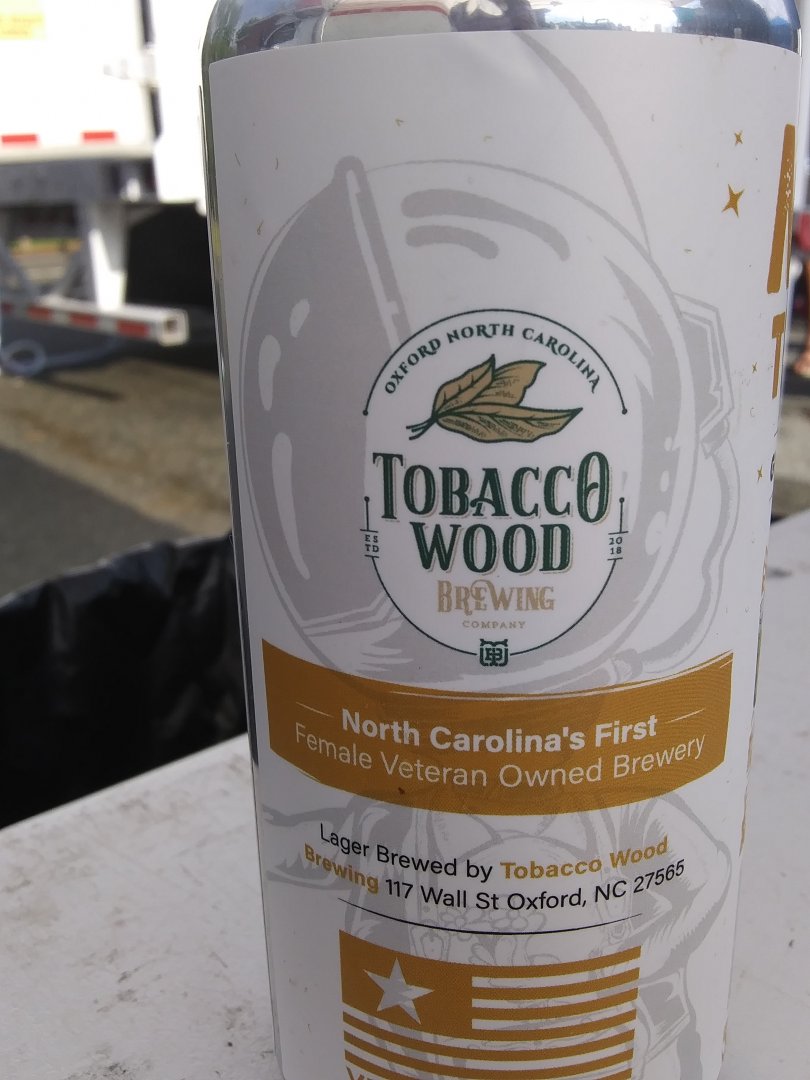 OXFORD NORTH CAROLINA
TOBACCO
WOOD
ESTD 2018
BREWING
COMPANY
North Carolina's First
Female Veteran Owned Brewery
Lager Brewed by Tobacco Wood
Brewing 117 Wall St Oxford, NC 27565